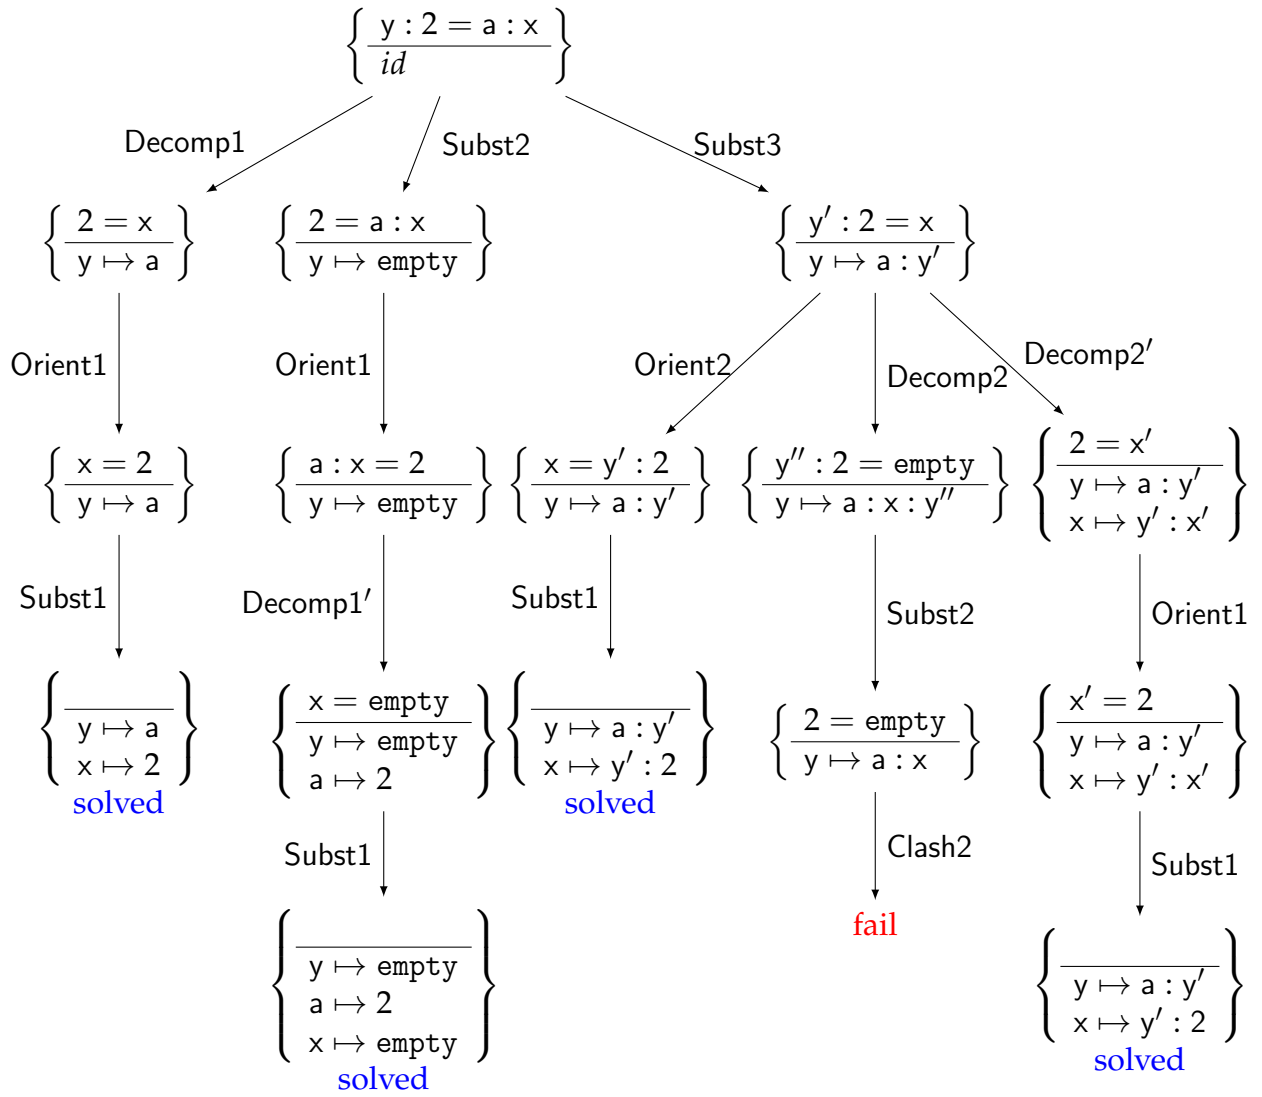 y : 2 = a : x
id
Decomp1
Subst2
Subst3
2 = x
y ↦ a
2 = a : x
y ↦ empty
y′ : 2 = x
y ↦ a : y′
Orient1
Orient1
Orient2
Decomp2
Decomp2′
x = 2
y ↦ a
a : x = 2
y ↦ empty
x = y′ : 2
y ↦ a : y′
y″ : 2 = empty
y ↦ a : x : y″
2 = x′
y ↦ a : y′
x ↦ y′ : x′
Subst1
Decomp1′
Subst1
Subst2
Orient1
y ↦ a
x ↦ 2
solved
x = empty
y ↦ empty
a ↦ 2
y ↦ a : y′
x ↦ y′ : 2
solved
2 = empty
y ↦ a : x
x′ = 2
y ↦ a : y′
x ↦ y′ : x′
Subst1
Clash2
Subst1
y ↦ empty
a ↦ 2
x ↦ empty
solved
fail
y ↦ a : y′
x ↦ y′ : 2
solved